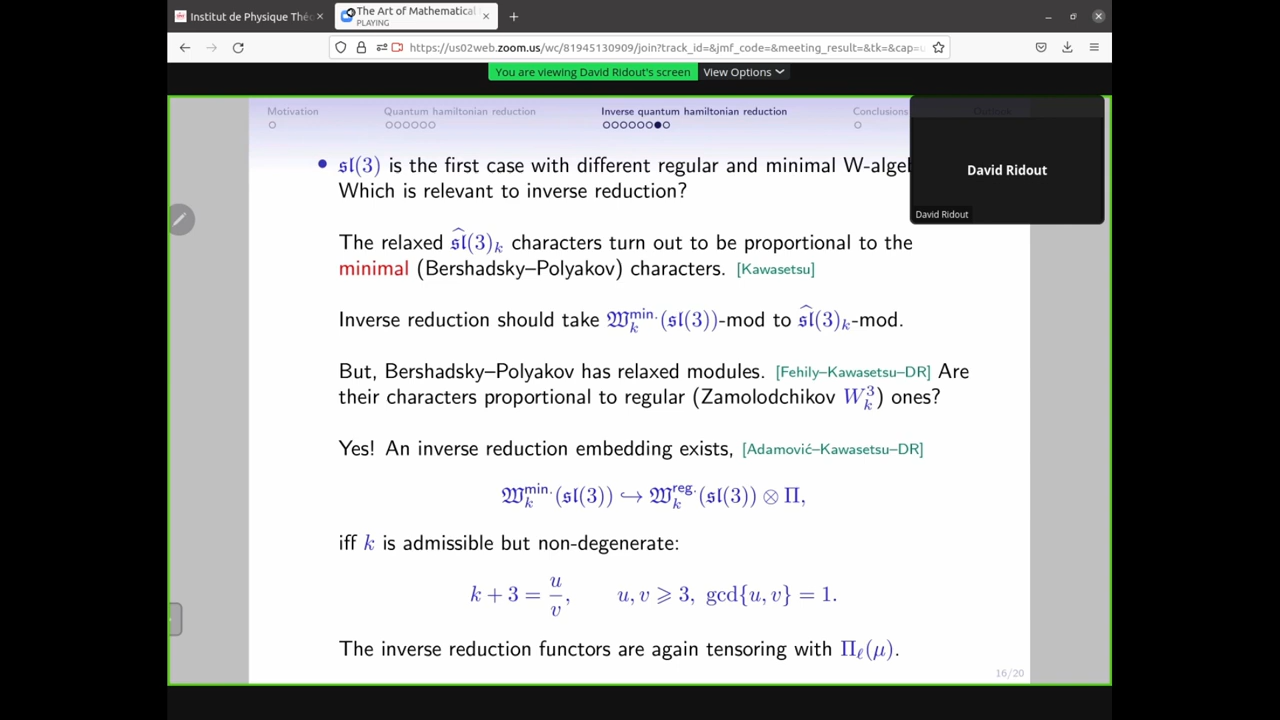 Institut de Physique Théo
The Art of Mathematical
PLAYING
https://us02web.zoom.us/wc/81945130909/join?track_id=&jmf_code=&meeting_result=&tk=&cap=
You are viewing David Ridout's screen View Options
Motivation Quantum hamiltonian reduction Inverse quantum hamiltonian reduction Conclusions Outlook
David Ridout
David Ridout
• 𝔰𝔩(3) is the first case with different regular and minimal W-algeb
Which is relevant to inverse reduction?
The relaxed \widehat{𝔰𝔩}(3)_k characters turn out to be proportional to the
minimal (Bershadsky–Polyakov) characters. [Kawasetsu]
Inverse reduction should take 𝔚_k^{min.}(𝔰𝔩(3))-mod to \widehat{𝔰𝔩}(3)_k-mod.
But, Bershadsky–Polyakov has relaxed modules. [Fehily–Kawasetsu–DR] Are
their characters proportional to regular (Zamolodchikov W_k^3) ones?
Yes! An inverse reduction embedding exists, [Adamović–Kawasetsu–DR]
𝔚_k^{min.}(𝔰𝔩(3)) ↪ 𝔚_k^{reg.}(𝔰𝔩(3)) ⊗ Π,
iff k is admissible but non-degenerate:
k + 3 = u/v, u, v ⩾ 3, gcd{u, v} = 1.
The inverse reduction functors are again tensoring with Π_ℓ(μ).
16/20